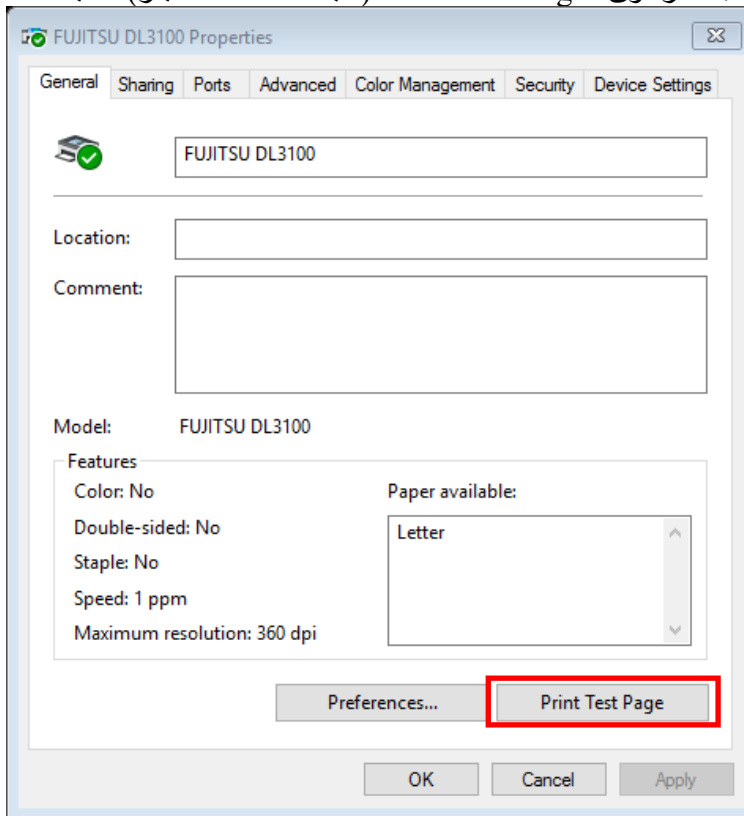 FUJITSU DL3100 Properties
General Sharing Ports Advanced Color Management Security Device Settings
FUJITSU DL3100
Location:
Comment:
Model: FUJITSU DL3100
Features
Color: No
Double-sided: No
Staple: No
Speed: 1 ppm
Maximum resolution: 360 dpi
Paper available:
Letter
Preferences... Print Test Page
OK Cancel Apply